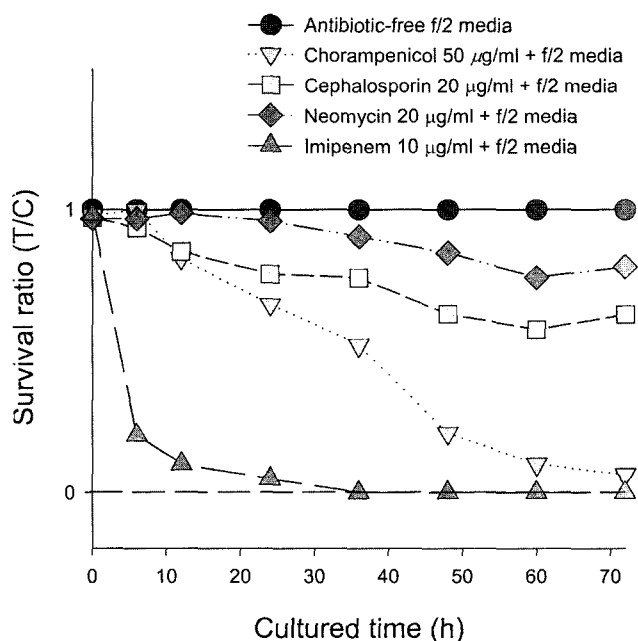 Antibiotic-free f/2 media
Chorampenicol 50 μg/ml + f/2 media
Cephalosporin 20 μg/ml + f/2 media
Neomycin 20 μg/ml + f/2 media
Imipenem 10 μg/ml + f/2 media
Survival ratio (T/C)
1
0
0 10 20 30 40 50 60 70
Cultured time (h)